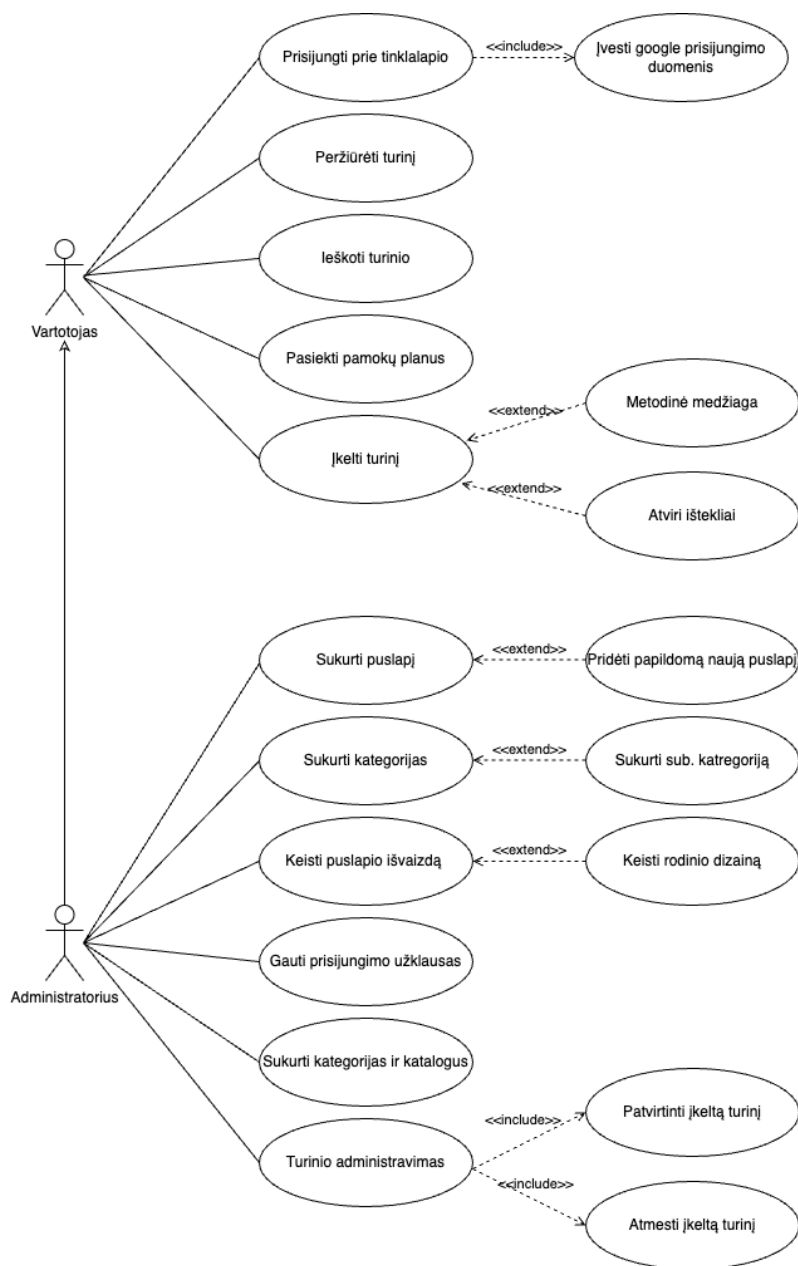 Prisijungti prie tinklalapio
<<include>>
Įvesti google prisijungimo
duomenis
Peržiūrėti turinį
Ieškoti turinio
Vartotojas
Pasiekti pamokų planus
Įkelti turinį
<<extend>>
Metodinė medžiaga
<<extend>>
Atviri ištekliai
Sukurti puslapį
<<extend>>
Pridėti papildomą naują puslapį
Sukurti kategorijas
<<extend>>
Sukurti sub. katregoriją
Keisti puslapio išvaizdą
<<extend>>
Keisti rodinio dizainą
Administratorius
Gauti prisijungimo užklausas
Sukurti kategorijas ir katalogus
Turinio administravimas
<<include>>
Patvirtinti įkeltą turinį
<<include>>
Atmesti įkeltą turinį